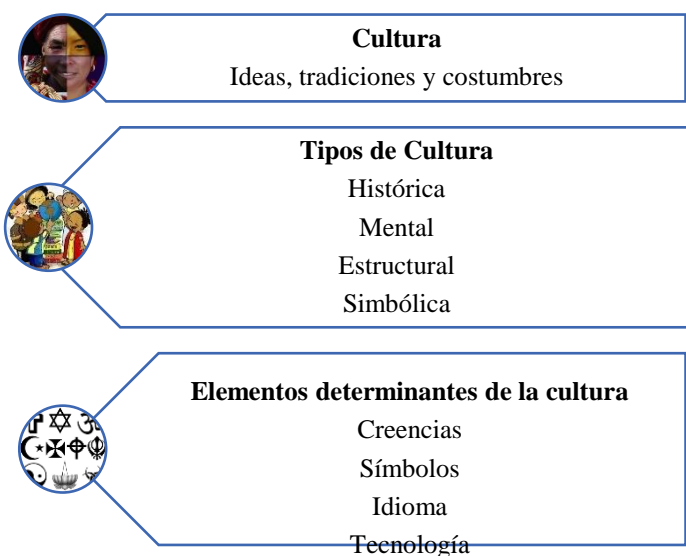 Cultura
Ideas, tradiciones y costumbres
Tipos de Cultura
Histórica
Mental
Estructural
Simbólica
Elementos determinantes de la cultura
Creencias
Símbolos
Idioma
Tecnología